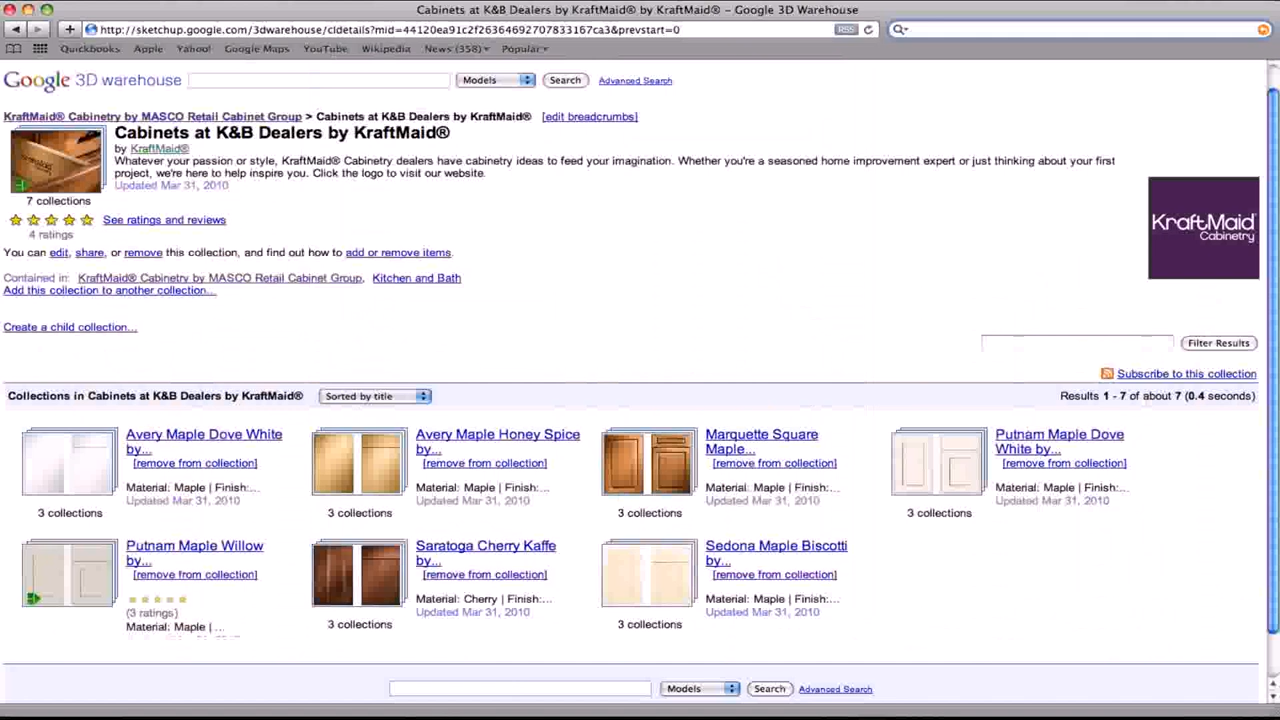 Cabinets at K&B Dealers by KraftMaid® by KraftMaid® – Google 3D Warehouse
http://sketchup.google.com/3dwarehouse/cldetails?mid=44120ea91c2f26364692707833167ca3&prevstart=0 RSS
Quickbooks Apple Yahoo! Google Maps YouTube Wikipedia News (358) Popular
Google 3D warehouse Models Search Advanced Search
KraftMaid® Cabinetry by MASCO Retail Cabinet Group > Cabinets at K&B Dealers by KraftMaid® [edit breadcrumbs]
Cabinets at K&B Dealers by KraftMaid®
by KraftMaid®
Whatever your passion or style, KraftMaid® Cabinetry dealers have cabinetry ideas to feed your imagination. Whether you're a seasoned home improvement expert or just thinking about your first
project, we're here to help inspire you. Click the logo to visit our website.
Updated Mar 31, 2010
7 collections
See ratings and reviews
4 ratings
KraftMaid®
Cabinetry
You can edit, share, or remove this collection, and find out how to add or remove items.
Contained in: KraftMaid® Cabinetry by MASCO Retail Cabinet Group, Kitchen and Bath
Add this collection to another collection...
Create a child collection...
Filter Results
Subscribe to this collection
Collections in Cabinets at K&B Dealers by KraftMaid® Sorted by title Results 1 - 7 of about 7 (0.4 seconds)
Avery Maple Dove White
by...
[remove from collection]
Material: Maple | Finish:...
Updated Mar 31, 2010
3 collections
Avery Maple Honey Spice
by...
[remove from collection]
Material: Maple | Finish:...
Updated Mar 31, 2010
3 collections
Marquette Square
Maple...
[remove from collection]
Material: Maple | Finish:...
Updated Mar 31, 2010
3 collections
Putnam Maple Dove
White by...
[remove from collection]
Material: Maple | Finish:...
Updated Mar 31, 2010
3 collections
Putnam Maple Willow
by...
[remove from collection]
(3 ratings)
Material: Maple | ...
Saratoga Cherry Kaffe
by...
[remove from collection]
Material: Cherry | Finish:...
Updated Mar 31, 2010
3 collections
Sedona Maple Biscotti
by...
[remove from collection]
Material: Maple | Finish:...
Updated Mar 31, 2010
3 collections
Models Search Advanced Search